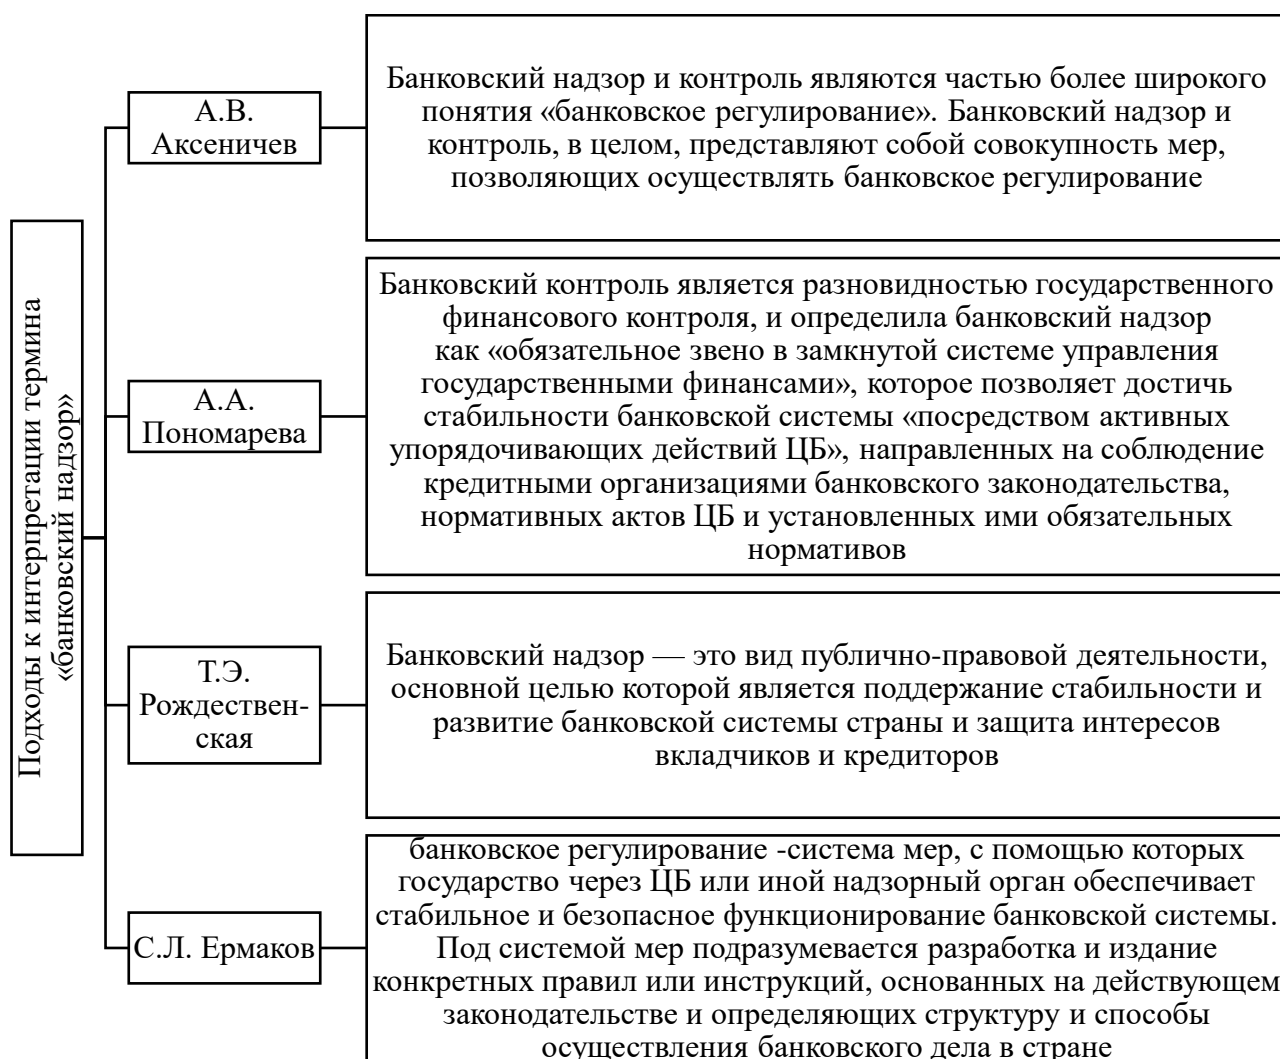 Подходы к интерпретации термина
«банковский надзор»
А.В.
Аксеничев
Банковский надзор и контроль являются частью более широкого
понятия «банковское регулирование». Банковский надзор и
контроль, в целом, представляют собой совокупность мер,
позволяющих осуществлять банковское регулирование
А.А.
Пономарева
Банковский контроль является разновидностью государственного
финансового контроля, и определила банковский надзор
как «обязательное звено в замкнутой системе управления
государственными финансами», которое позволяет достичь
стабильности банковской системы «посредством активных
упорядочивающих действий ЦБ», направленных на соблюдение
кредитными организациями банковского законодательства,
нормативных актов ЦБ и установленных ими обязательных
нормативов
Т.Э.
Рождествен-
ская
Банковский надзор — это вид публично-правовой деятельности,
основной целью которой является поддержание стабильности и
развитие банковской системы страны и защита интересов
вкладчиков и кредиторов
С.Л. Ермаков
банковское регулирование -система мер, с помощью которых
государство через ЦБ или иной надзорный орган обеспечивает
стабильное и безопасное функционирование банковской системы.
Под системой мер подразумевается разработка и издание
конкретных правил или инструкций, основанных на действующем
законодательстве и определяющих структуру и способы
осуществления банковского дела в стране